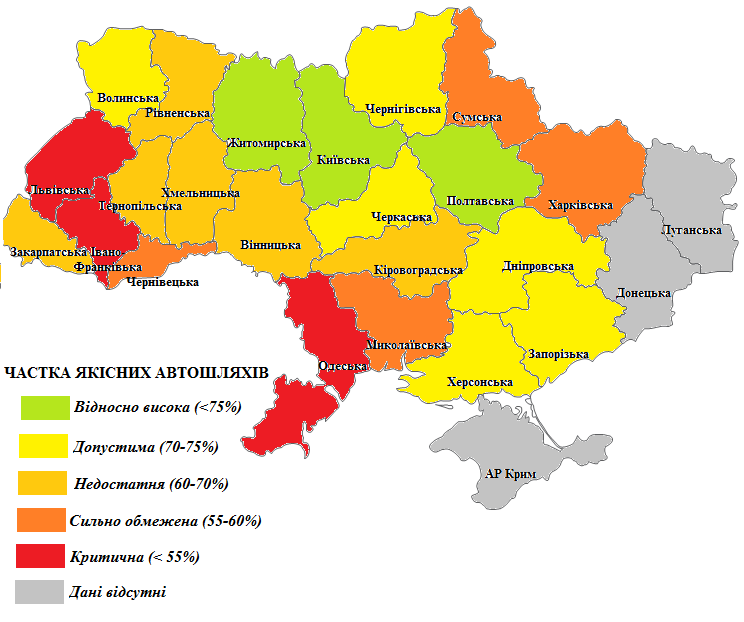 Волинська
Рівненська
Чернігівська
Сумська
Житомирська
Київська
Львівська
Хмельницька
Тернопільська
Полтавська
Харківська
Черкаська
Луганська
Закарпатська
Івано
Франківька
Вінницька
Чернівецька
Кіровоградська
Дніпровська
Донецька
Миколаївська
Запорізька
Одеська
Херсонська
АР Крим
ЧАСТКА ЯКІСНИХ АВТОШЛЯХІВ
Відносно висока (<75%)
Допустима (70-75%)
Недостатня (60-70%)
Сильно обмежена (55-60%)
Критична (< 55%)
Дані відсутні